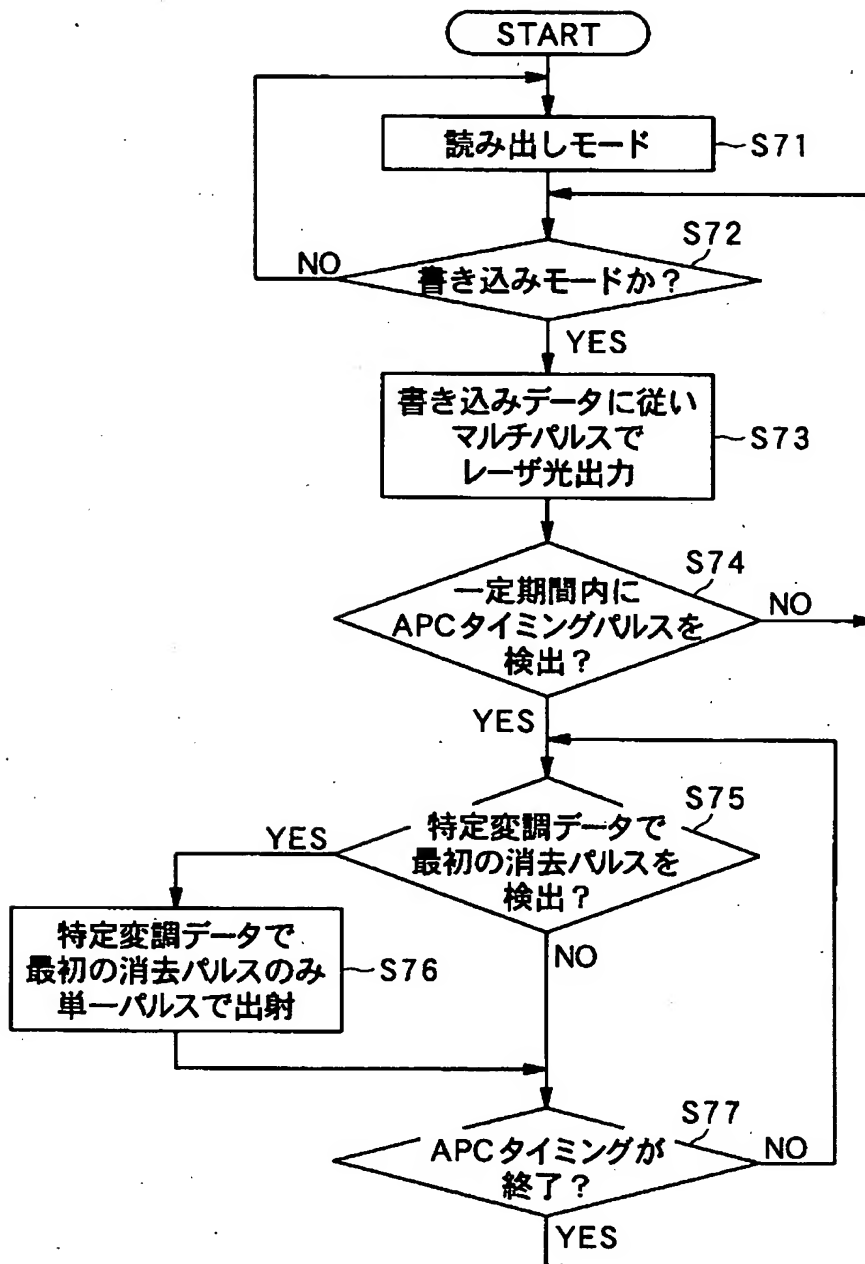 START
読み出しモード
S71
S72
NO
書き込みモードか？
YES
書き込みデータに従い
マルチパルスで
レーザ光出力
S73
S74
一定期間内に
APCタイミングパルスを
検出？
NO
YES
S75
YES
特定変調データで
最初の消去パルスを
検出？
特定変調データで
最初の消去パルスのみ
単一パルスで出射
S76
NO
S77
APCタイミングが
終了？
NO
YES